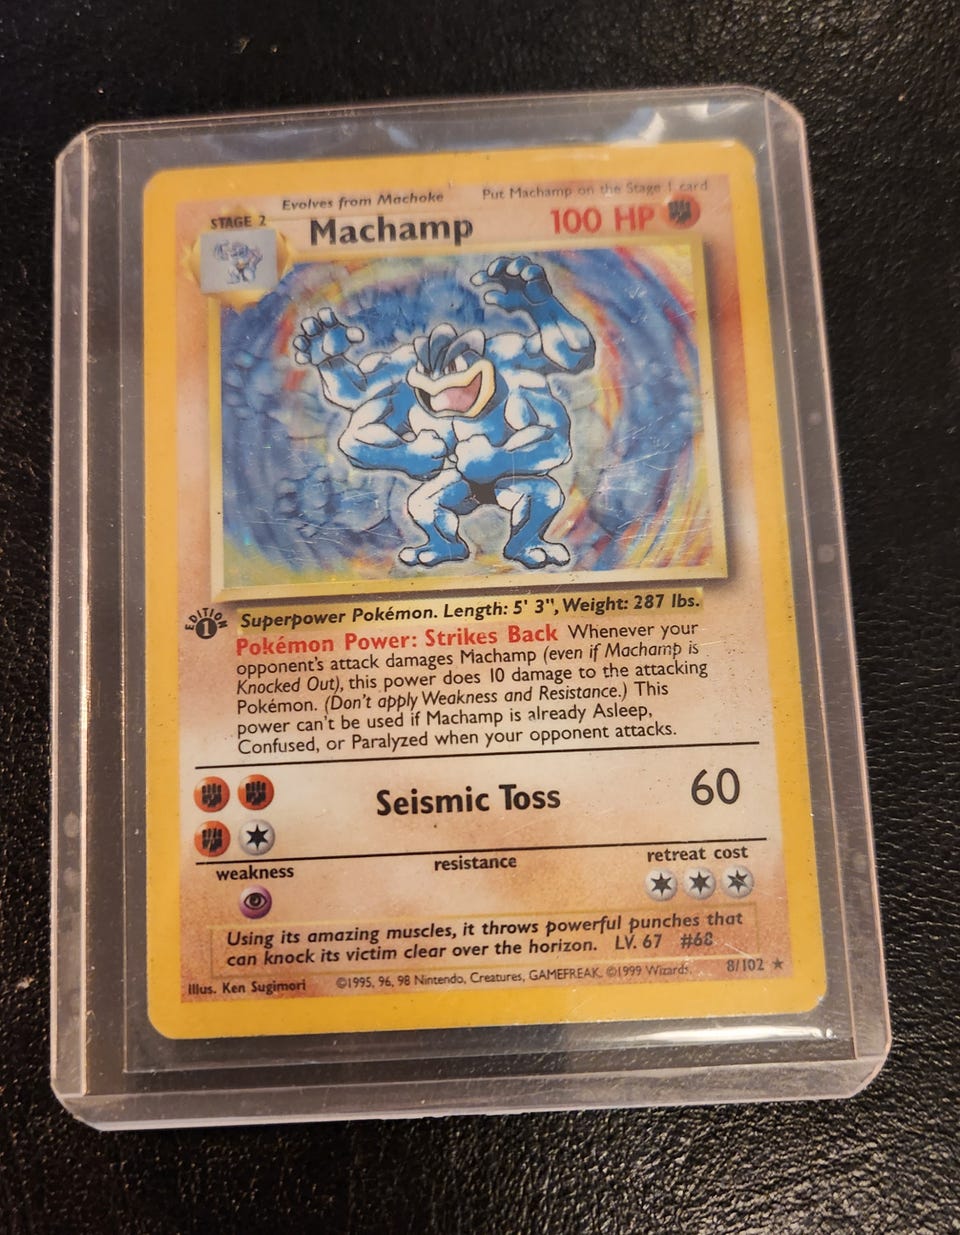 Evolves from Machoke
Put Machamp on the Stage 1 card
STAGE 2
Machamp
100 HP
EDITION
1
Superpower Pokémon. Length: 5' 3", Weight: 287 lbs.
Pokémon Power: Strikes Back Whenever your
opponent's attack damages Machamp (even if Machamp is
Knocked Out), this power does 10 damage to the attacking
Pokémon. (Don't apply Weakness and Resistance.) This
power can't be used if Machamp is already Asleep,
Confused, or Paralyzed when your opponent attacks.
Seismic Toss
60
weakness
resistance
retreat cost
Using its amazing muscles, it throws powerful punches that
can knock its victim clear over the horizon. LV. 67 #68
Illus. Ken Sugimori
©1995, 96, 98 Nintendo, Creatures, GAMEFREAK. ©1999 Wizards.
8/102 ★